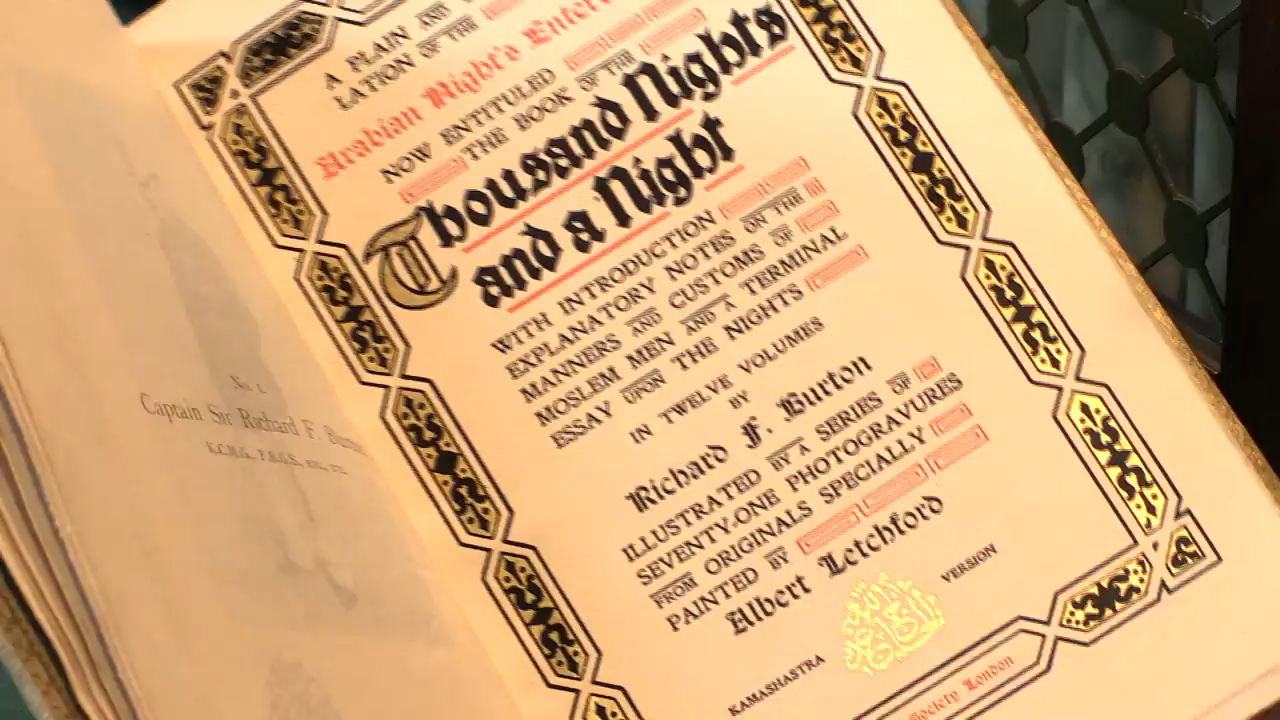 No. 1.
Captain Sir Richard F.
K.C.M.G., F.R.G.S., ETC., ETC.
A PLAIN AND
LATION OF THE
Arabian Night's
NOW ENTITULED
THE BOOK OF THE
Thousand Nights
and a Night
WITH INTRODUCTION
EXPLANATORY NOTES ON THE
MANNERS AND CUSTOMS OF
MOSLEM MEN AND A TERMINAL
ESSAY UPON THE NIGHTS
IN TWELVE VOLUMES
BY
Richard F. Burton
ILLUSTRATED BY A SERIES OF
SEVENTY-ONE PHOTOGRAVURES
FROM ORIGINALS SPECIALLY
PAINTED BY
Albert Letchford
KAMASHASTRA VERSION
Society London